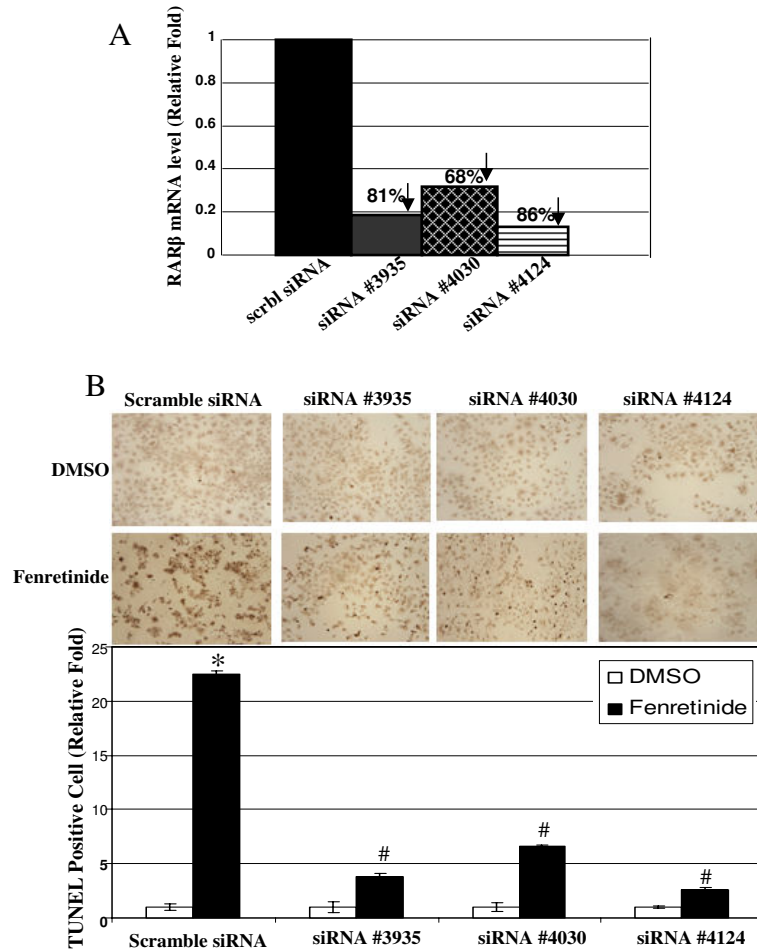 A
RARβ mRNA level (Relative Fold)
1
0.8
0.6
0.4
0.2
0
81%
68%
86%
scrbl siRNA
siRNA #3935
siRNA #4030
siRNA #4124
B
Scramble siRNA
siRNA #3935
siRNA #4030
siRNA #4124
DMSO
Fenretinide
TUNEL Positive Cell (Relative Fold)
25
20
15
10
5
0
*
#
#
#
DMSO
Fenretinide
Scramble siRNA
siRNA #3935
siRNA #4030
siRNA #4124